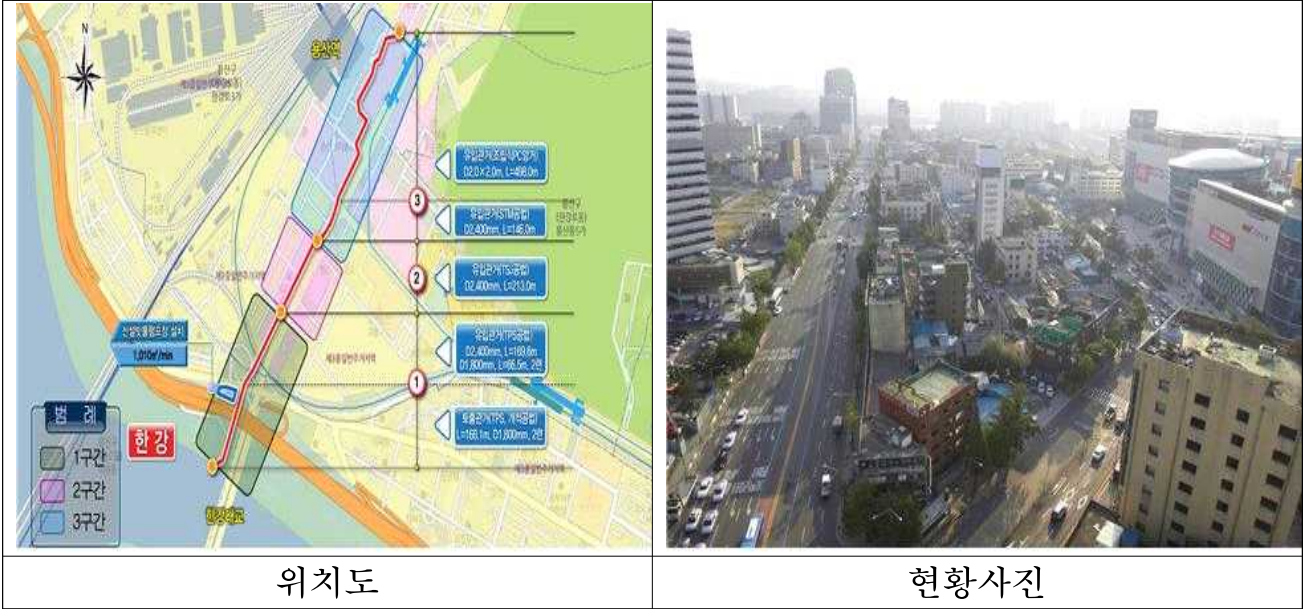 N
용산역
유입관거(조립식PC암거)
D2.0×2.0m, L=498.0m
3
유입관거(STM공법)
D2,400mm, L=146.0m
2
유입관거(TSJ공법)
D2,400mm, L=213.0m
신설빗물펌프장 설치
1,010㎥/min
유입관거(TPS공법)
D2,400mm, L=169.6m
D1,800mm, L=66.5m, 2련
1
토출관거(TPS, 개착공법)
L=168.1m, D1,800mm, 2련
범 례
1구간
2구간
3구간
한강
한강대교
위치도
현황사진